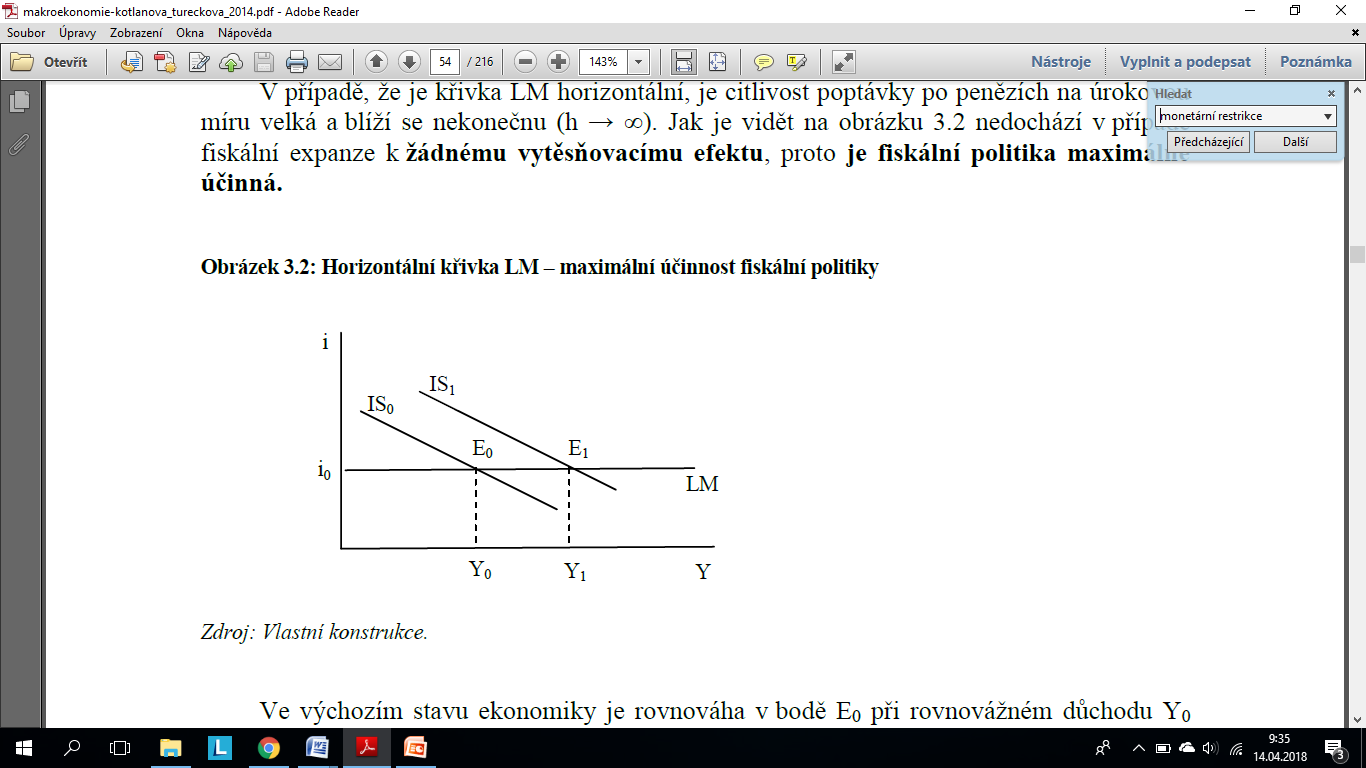 makroekonomie-kotlanova_tureckova_2014.pdf - Adobe Reader
Soubor Úpravy Zobrazení Okna Nápověda
Otevřít 54 / 216 143% Nástroje Vyplnit a podepsat Poznámka
Hledat
monetární restrikce
Předcházející Další
V případě, že je křivka LM horizontální, je citlivost poptávky po penězích na
míru velká a blíží se nekonečnu (h → ∞). Jak je vidět na obrázku 3.2 nedochází v
fiskální expanze k žádnému vytěsňovacímu efektu, proto je fiskální politika maximálně
účinná.
Obrázek 3.2: Horizontální křivka LM – maximální účinnost fiskální politiky
i
IS1
IS0
E0 E1
i0
LM
Y0 Y1 Y
Zdroj: Vlastní konstrukce.
Ve výchozím stavu ekonomiky je rovnováha v bodě E0 při rovnovážném důchodu Y0
9:35
14.04.2018
3